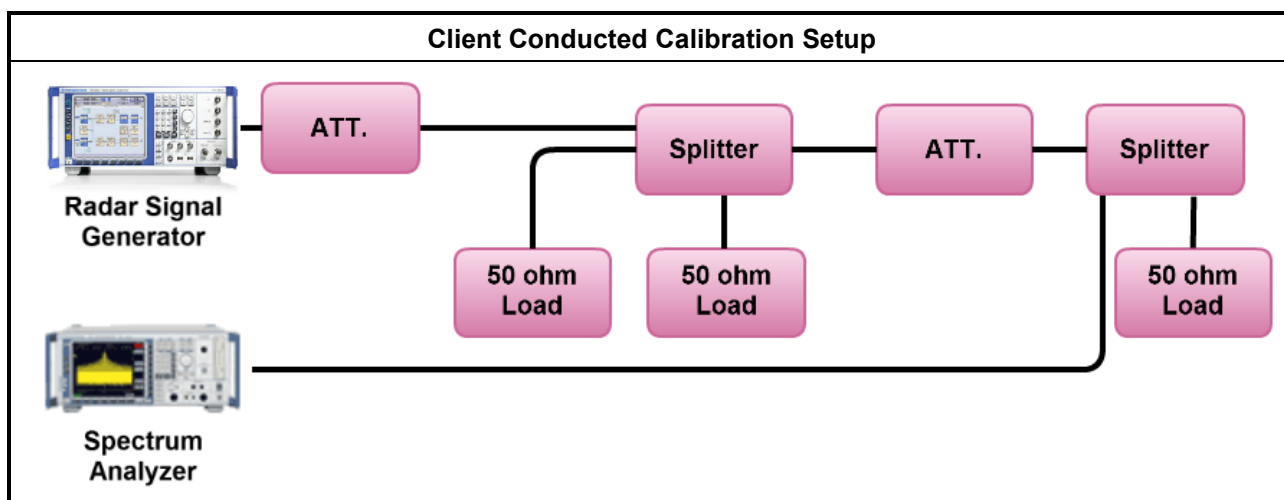 Client Conducted Calibration Setup
ATT.
Splitter
ATT.
Splitter
Radar Signal
Generator
50 ohm
Load
50 ohm
Load
50 ohm
Load
Spectrum
Analyzer